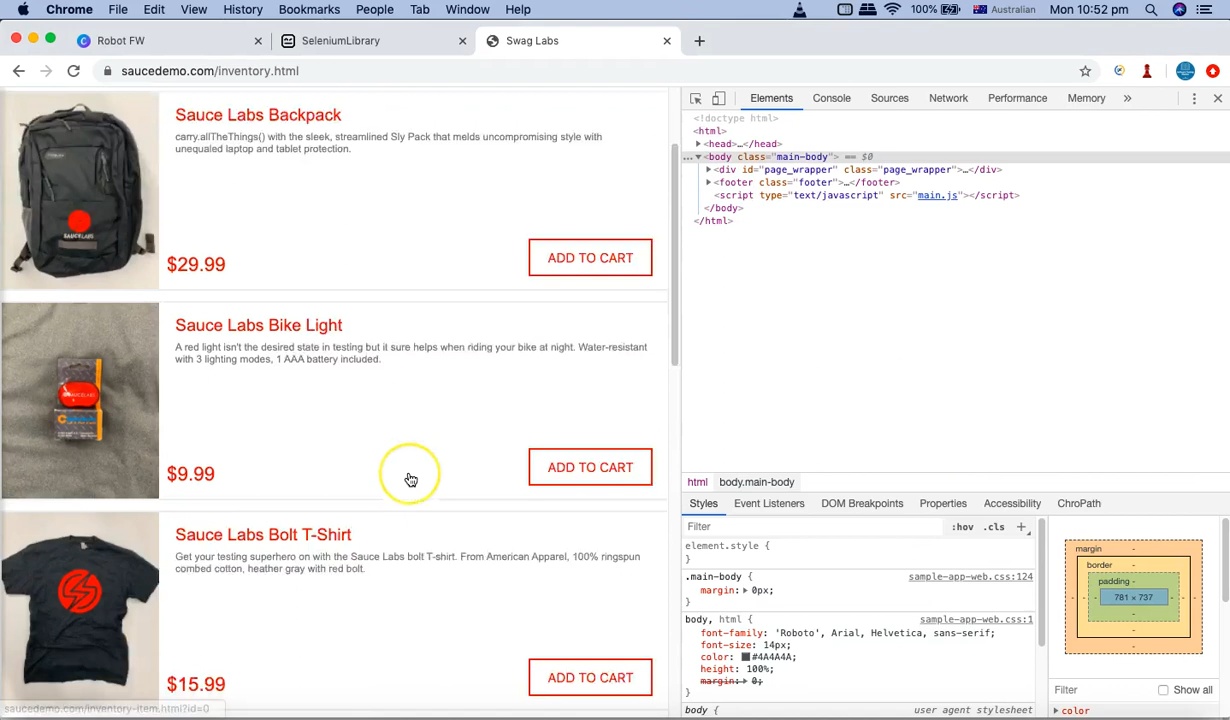 Chrome File Edit View History Bookmarks People Tab Window Help 100% Australian Mon 10:52 pm
Robot FW
SeleniumLibrary
Swag Labs
saucedemo.com/inventory.html
Sauce Labs Backpack
carry.allTheThings() with the sleek, streamlined Sly Pack that melds uncompromising style with
unequaled laptop and tablet protection.
SAUCE LABS
$29.99
ADD TO CART
Sauce Labs Bike Light
A red light isn't the desired state in testing but it sure helps when riding your bike at night. Water-resistant
with 3 lighting modes, 1 AAA battery included.
SAUCELABS
$9.99
ADD TO CART
Sauce Labs Bolt T-Shirt
Get your testing superhero on with the Sauce Labs bolt T-shirt. From American Apparel, 100% ringspun
combed cotton, heather gray with red bolt.
$15.99
ADD TO CART
saucedemo.com/inventory-item.html?id=0
Elements Console Sources Network Performance Memory »
<!doctype html>
<html>
<head>…</head>
<body class="main-body"> == $0
<div id="page_wrapper" class="page_wrapper">…</div>
<footer class="footer">…</footer>
<script type="text/javascript" src="main.js"></script>
</body>
</html>
html body.main-body
Styles Event Listeners DOM Breakpoints Properties Accessibility ChroPath
Filter :hov .cls +
element.style {
}
.main-body { sample-app-web.css:124
margin: 0px;
}
body, html { sample-app-web.css:1
font-family: 'Roboto', Arial, Helvetica, sans-serif;
font-size: 14px;
color: #4A4A4A;
height: 100%;
margin: 0;
}
body { user agent stylesheet
margin -
border -
padding -
- - - 781 × 737 - - -
-
-
-
Filter Show all
color